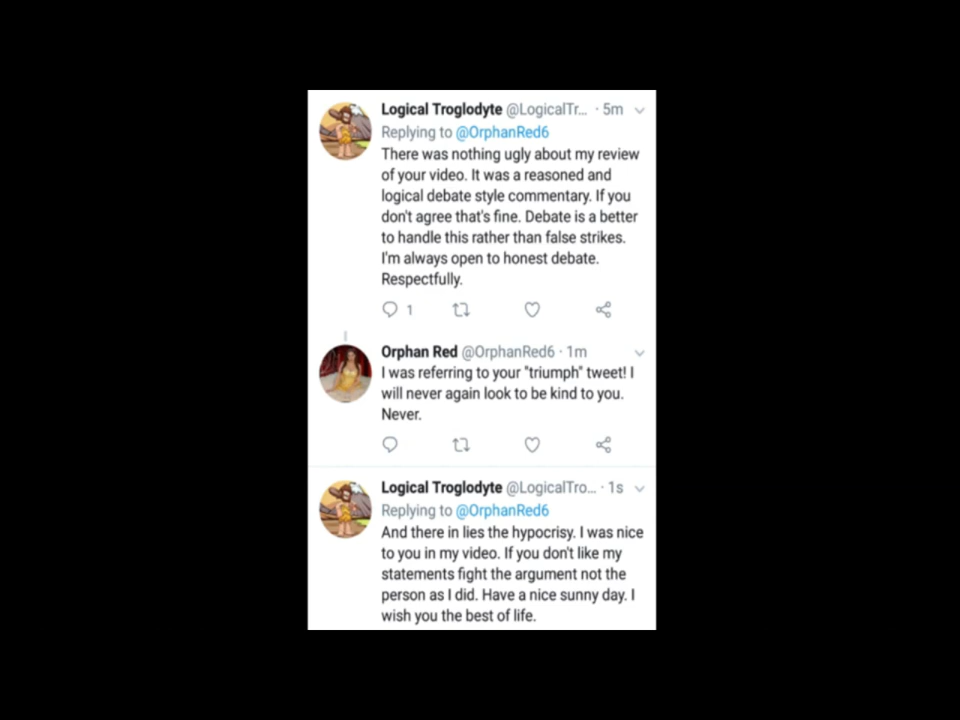 Logical Troglodyte @LogicalTr... · 5m
Replying to @OrphanRed6
There was nothing ugly about my review
of your video. It was a reasoned and
logical debate style commentary. If you
don't agree that's fine. Debate is a better
to handle this rather than false strikes.
I'm always open to honest debate.
Respectfully.
1
Orphan Red @OrphanRed6 · 1m
I was referring to your "triumph" tweet! I
will never again look to be kind to you.
Never.
Logical Troglodyte @LogicalTro... · 1s
Replying to @OrphanRed6
And there in lies the hypocrisy. I was nice
to you in my video. If you don't like my
statements fight the argument not the
person as I did. Have a nice sunny day. I
wish you the best of life.